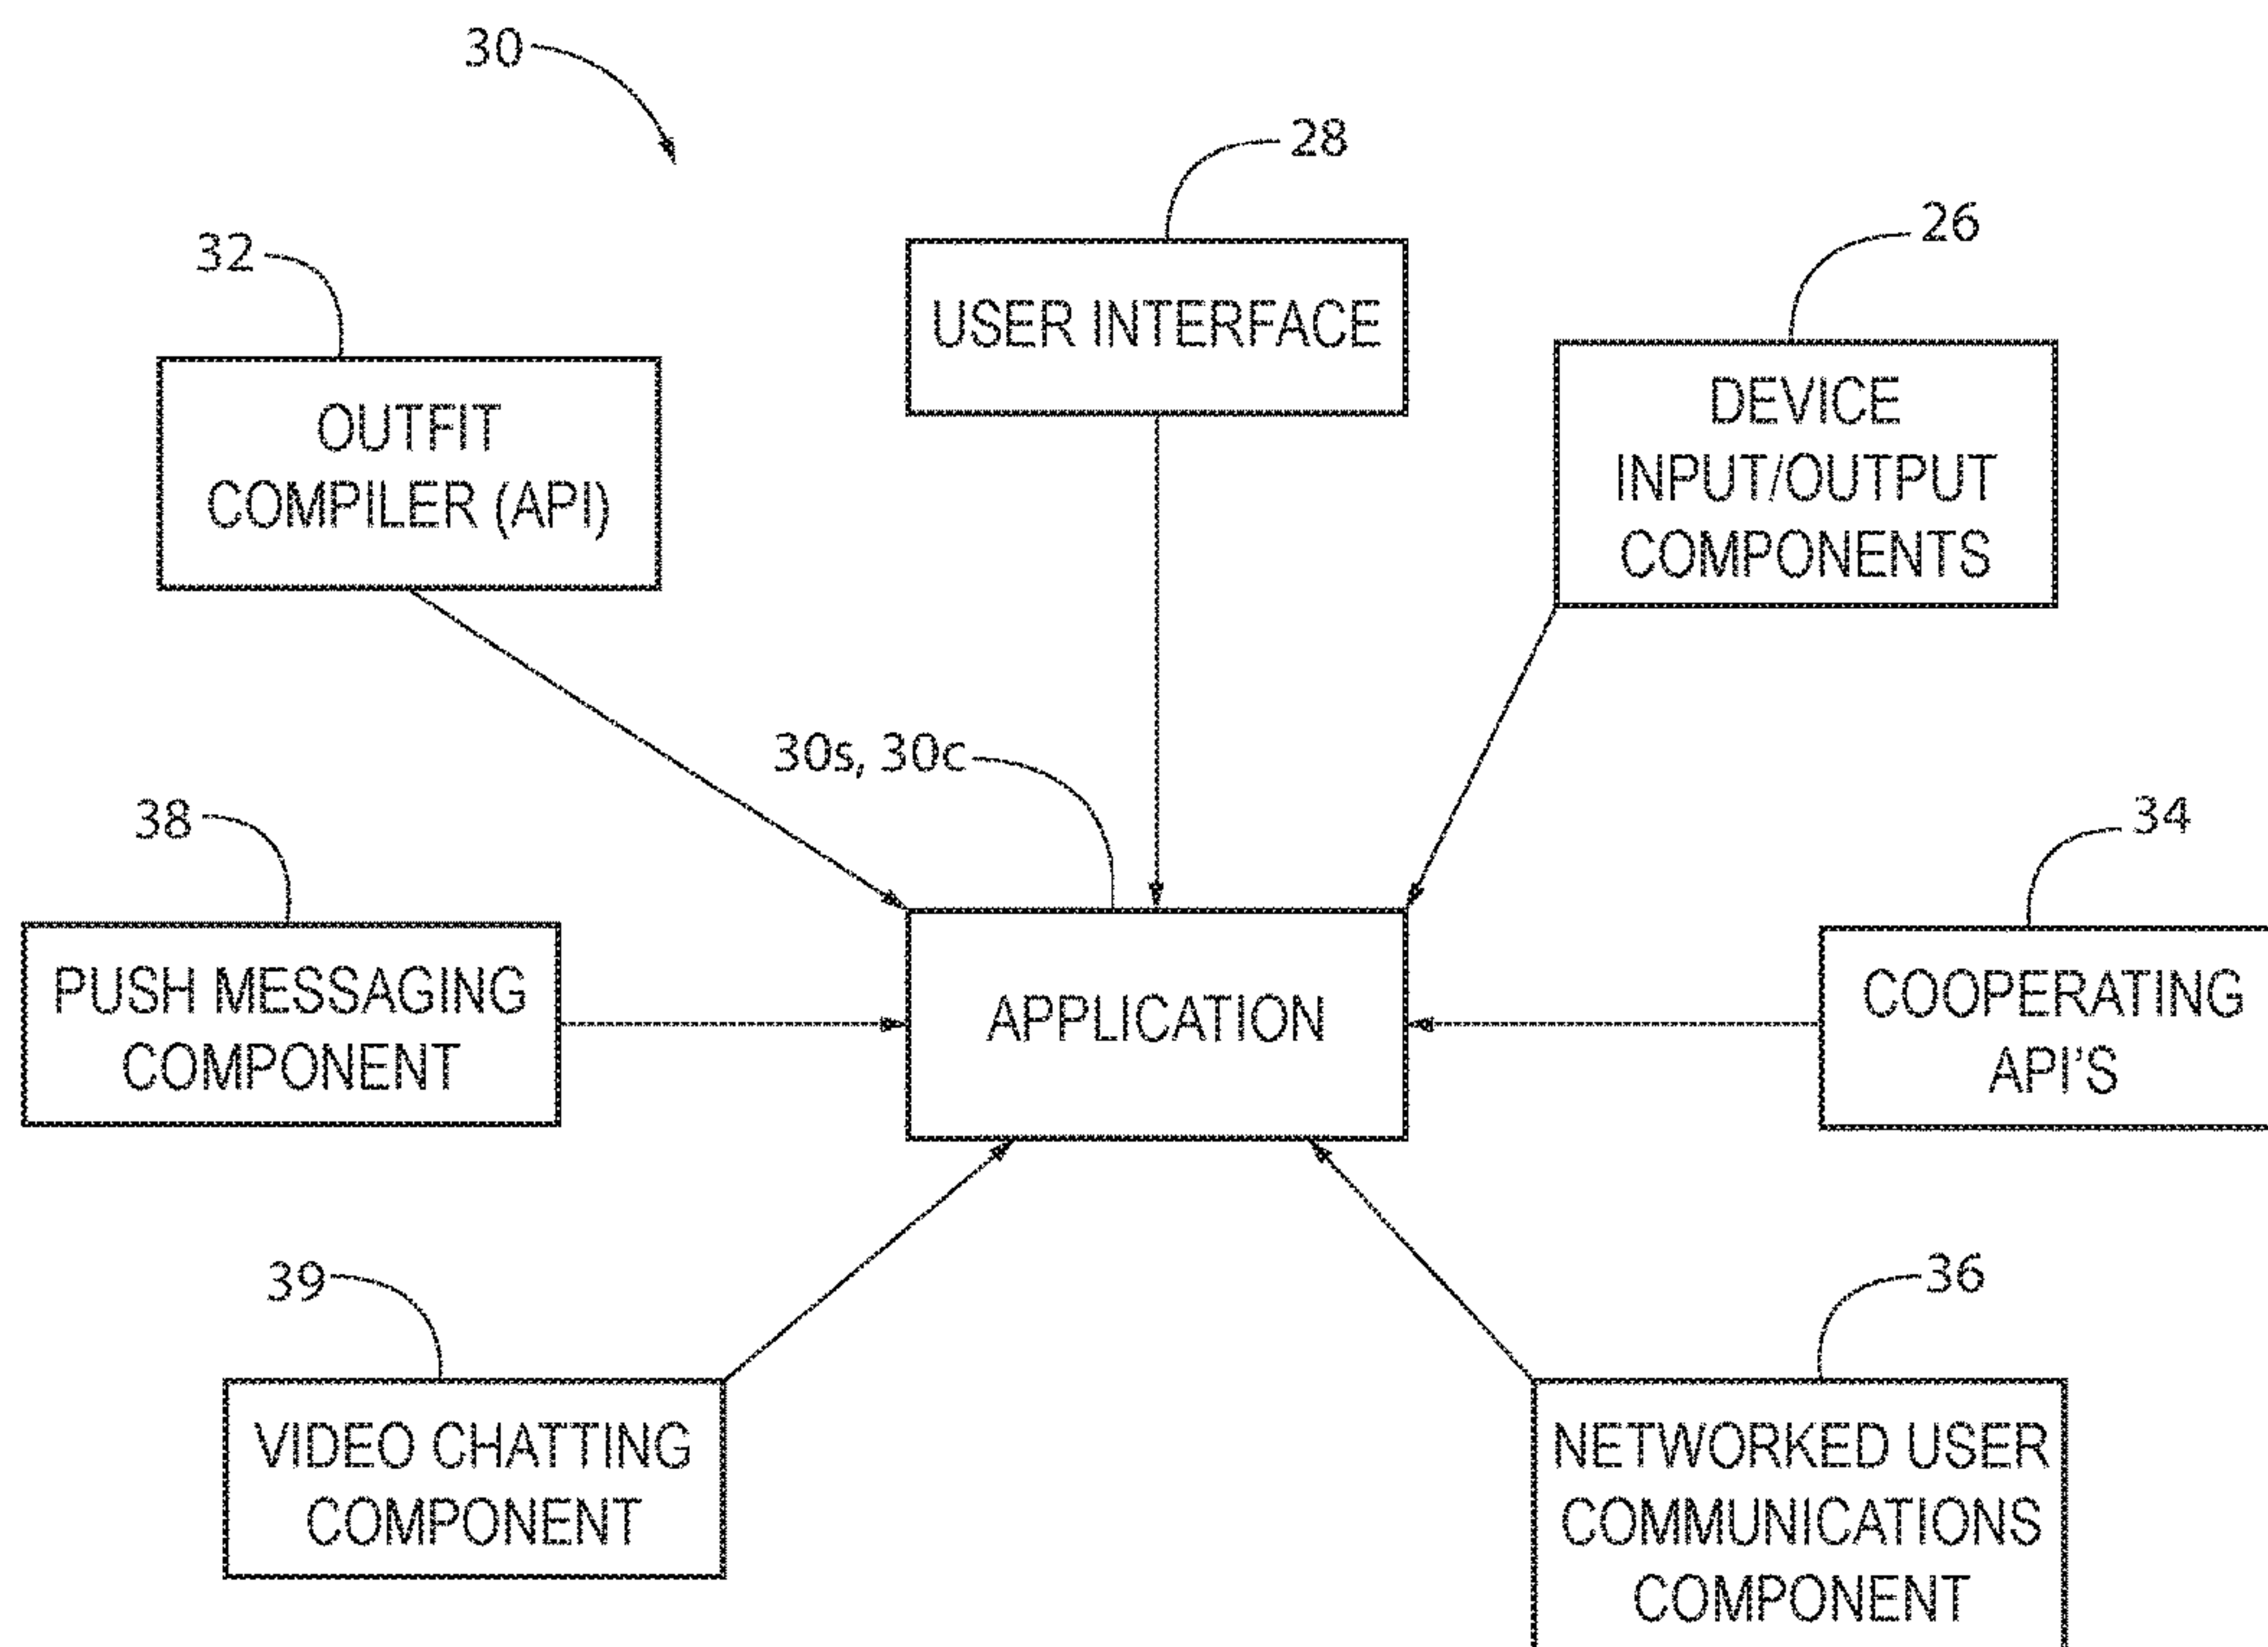 30
28
26
32
USER INTERFACE
DEVICE
INPUT/OUTPUT
COMPONENTS
OUTFIT
COMPILER (API)
30s, 30c
38
34
PUSH MESSAGING
COMPONENT
APPLICATION
COOPERATING
API'S
39
36
VIDEO CHATTING
COMPONENT
NETWORKED USER
COMMUNICATIONS
COMPONENT